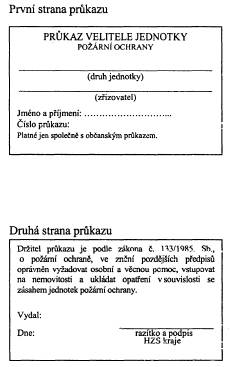 První strana průkazu
PRŮKAZ VELITELE JEDNOTKY
POŽÁRNÍ OCHRANY
(druh jednotky)
(zřizovatel)
Jméno a příjmení: ………………………...
Číslo průkazu:
Platné jen společně s občanským průkazem.
Druhá strana průkazu
Držitel průkazu je podle zákona č. 133/1985. Sb.,
o požární ochraně, ve znční pozdějších předpisů
oprávněn vyžadovat osobní a věcnou pomoc, vstupovat
na nemovitosti a ukládat opatření v souvislosti se
zásahem jednotek požární ochrany.
Vydal:
Dne:
razítko a podpis
HZS kraje